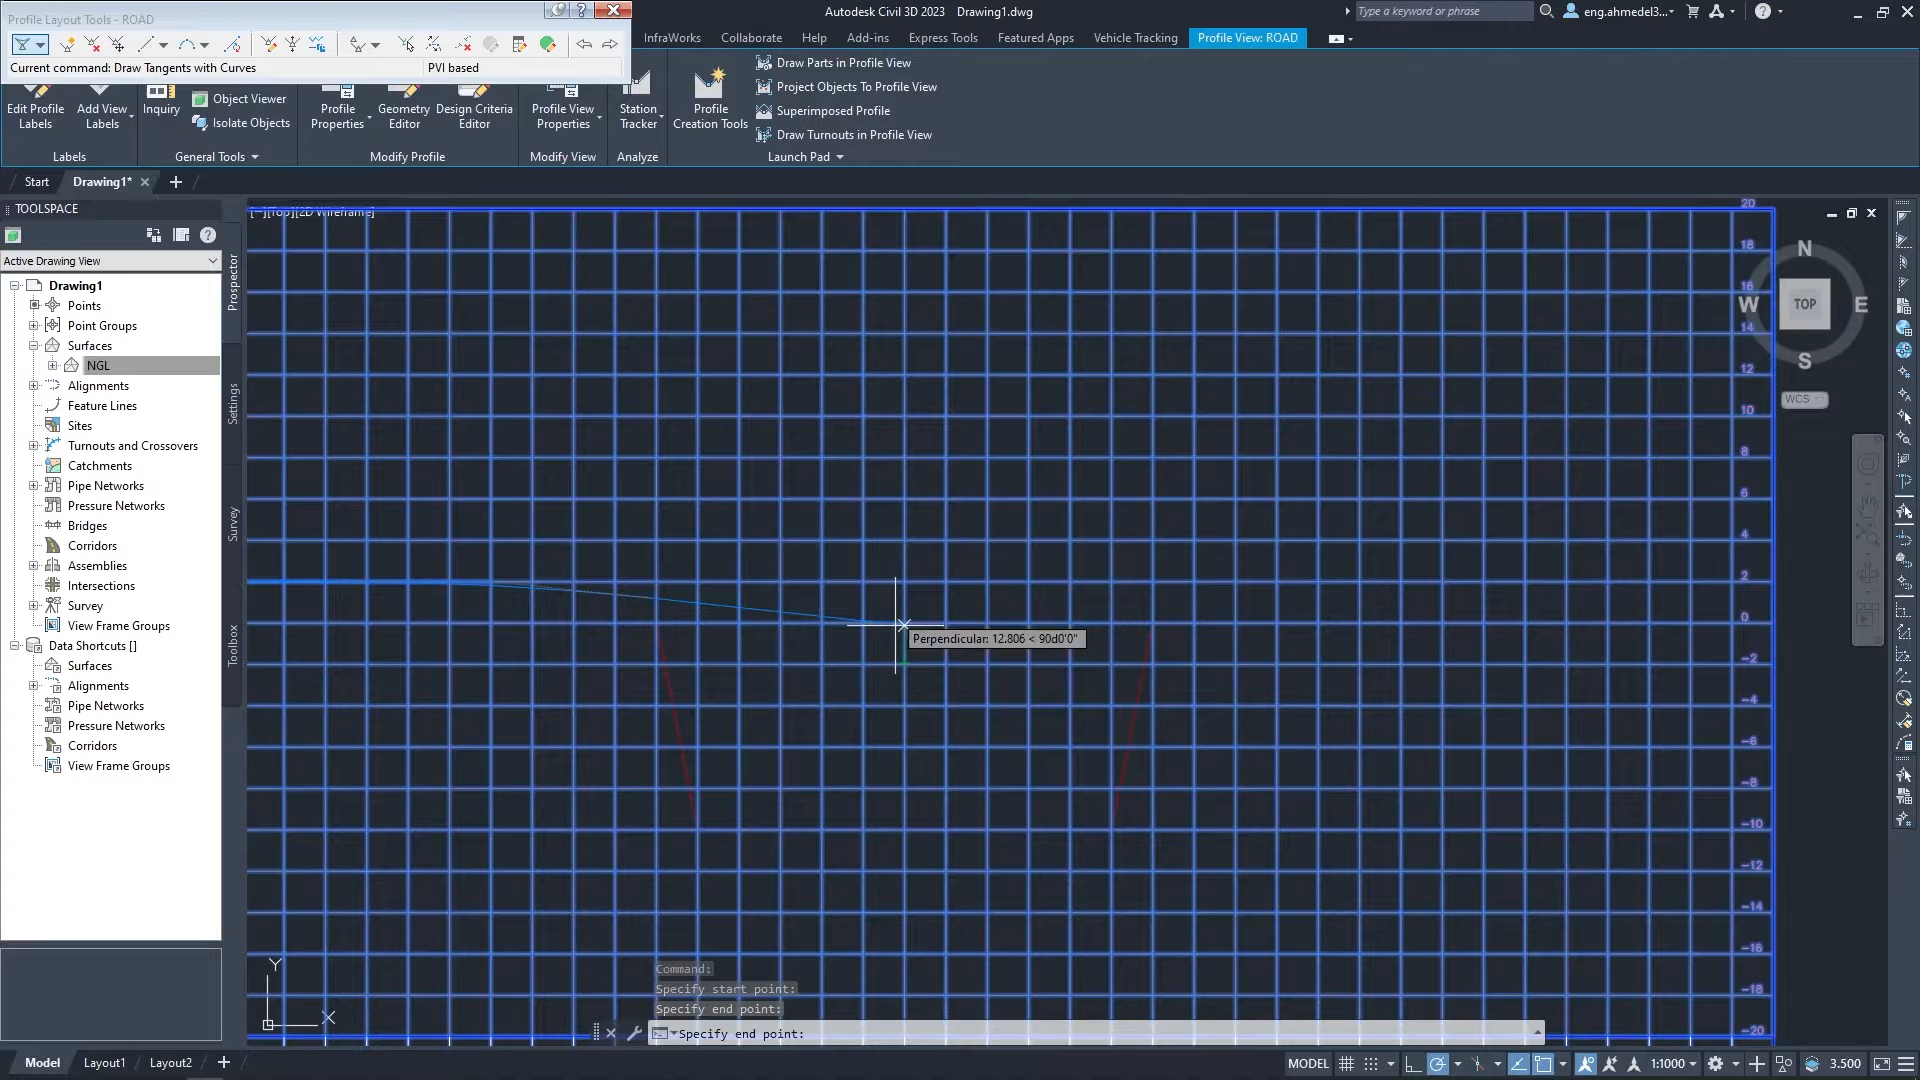 Profile Layout Tools - ROAD
Autodesk Civil 3D 2023 Drawing1.dwg
Type a keyword or phrase
eng.ahmedel3...
InfraWorks Collaborate Help Add-ins Express Tools Featured Apps Vehicle Tracking Profile View: ROAD
Current command: Draw Tangents with Curves PVI based
Edit Profile Labels
Add View Labels
Inquiry
Object Viewer
Isolate Objects
Profile Properties
Geometry Editor
Design Criteria Editor
Profile View Properties
Station Tracker
Profile Creation Tools
Draw Parts in Profile View
Project Objects To Profile View
Superimposed Profile
Draw Turnouts in Profile View
Labels General Tools Modify Profile Modify View Analyze Launch Pad
Start Drawing1*
TOOLSPACE
Active Drawing View
Drawing1
Points
Point Groups
Surfaces
NGL
Alignments
Feature Lines
Sites
Turnouts and Crossovers
Catchments
Pipe Networks
Pressure Networks
Bridges
Corridors
Assemblies
Intersections
Survey
View Frame Groups
Data Shortcuts []
Surfaces
Alignments
Pipe Networks
Pressure Networks
Corridors
View Frame Groups
Prospector
Settings
Survey
Toolbox
[−][Top][2D Wireframe]
20
18
16
14
12
10
8
6
4
2
0
−2
−4
−6
−8
−10
−12
−14
−16
−18
−20
N
W TOP E
S
WCS
Perpendicular: 12.806 < 90d0'0"
Y
X
Command:
Specify start point:
Specify end point:
Specify end point:
Model Layout1 Layout2
MODEL 1:1000 3.500